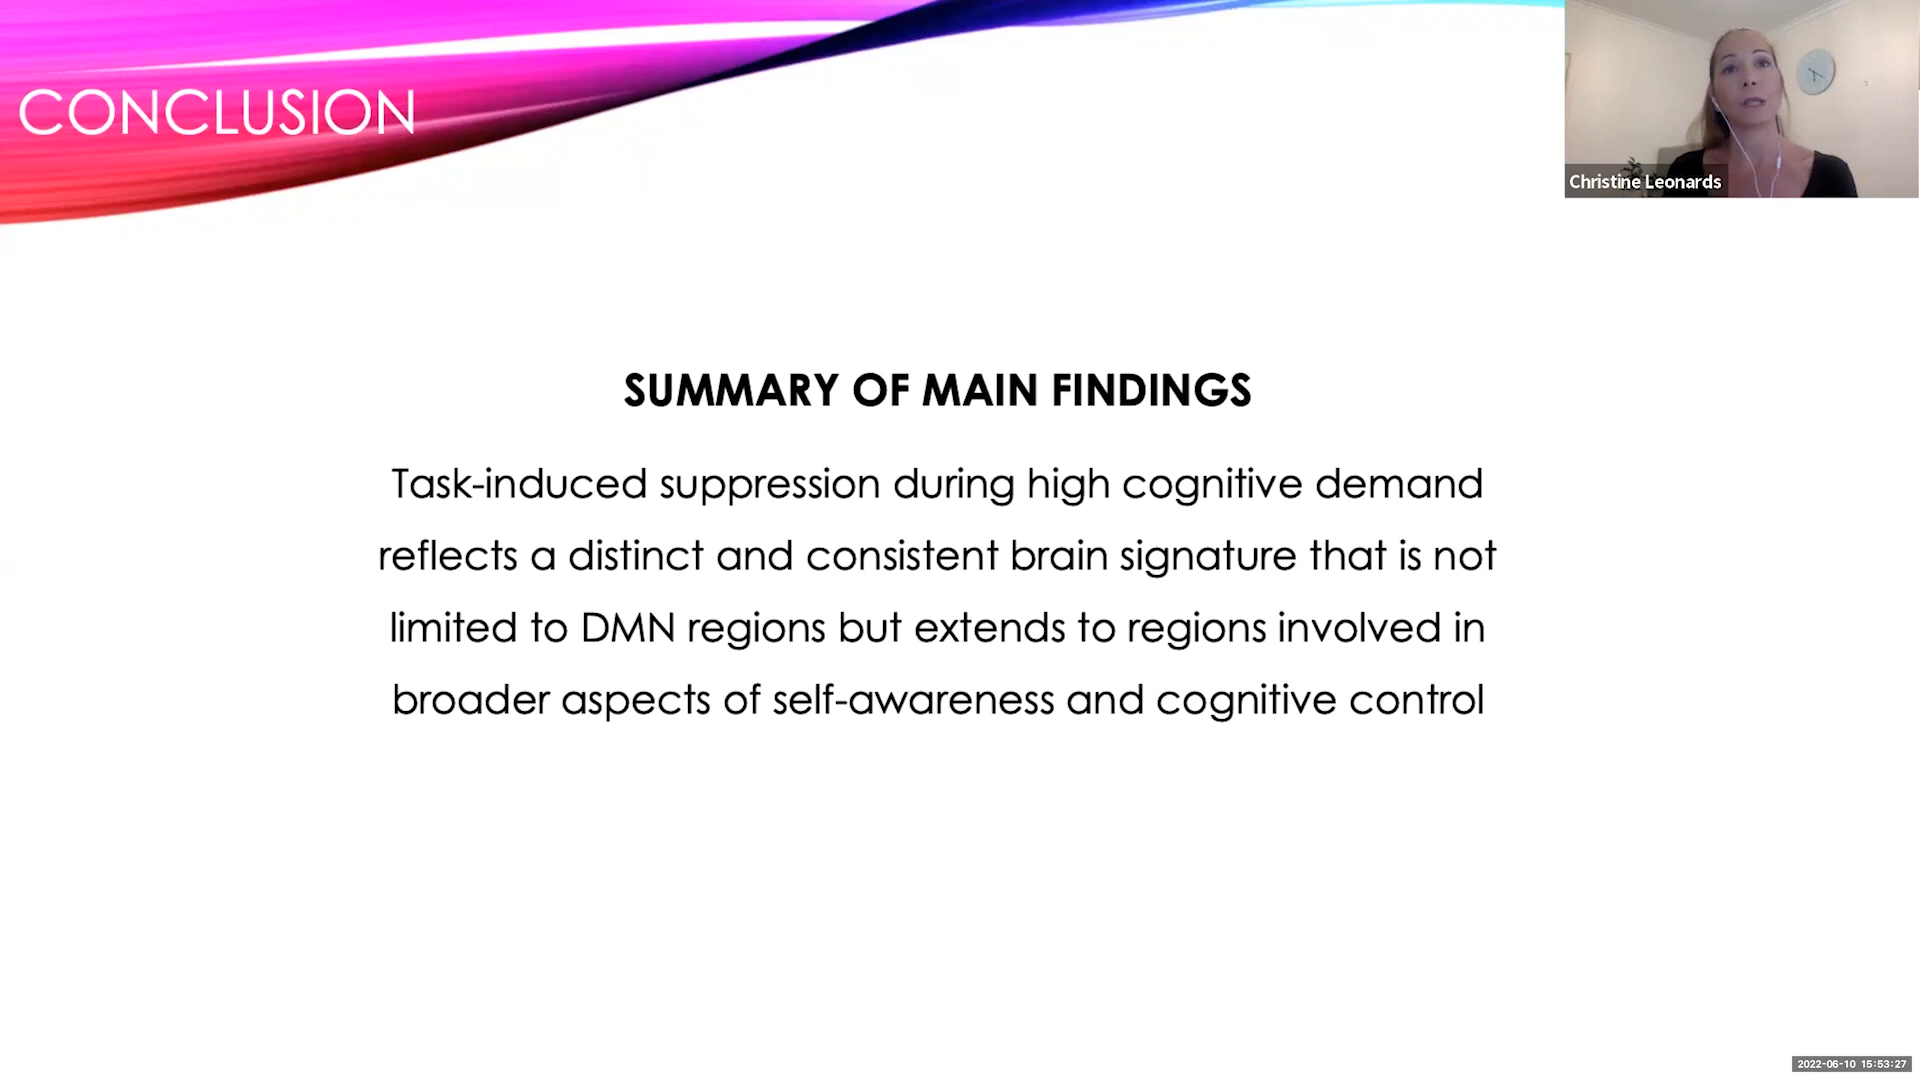 CONCLUSION
Christine Leonards
SUMMARY OF MAIN FINDINGS
Task-induced suppression during high cognitive demand
reflects a distinct and consistent brain signature that is not
limited to DMN regions but extends to regions involved in
broader aspects of self-awareness and cognitive control
2022-06-10 15:53:27